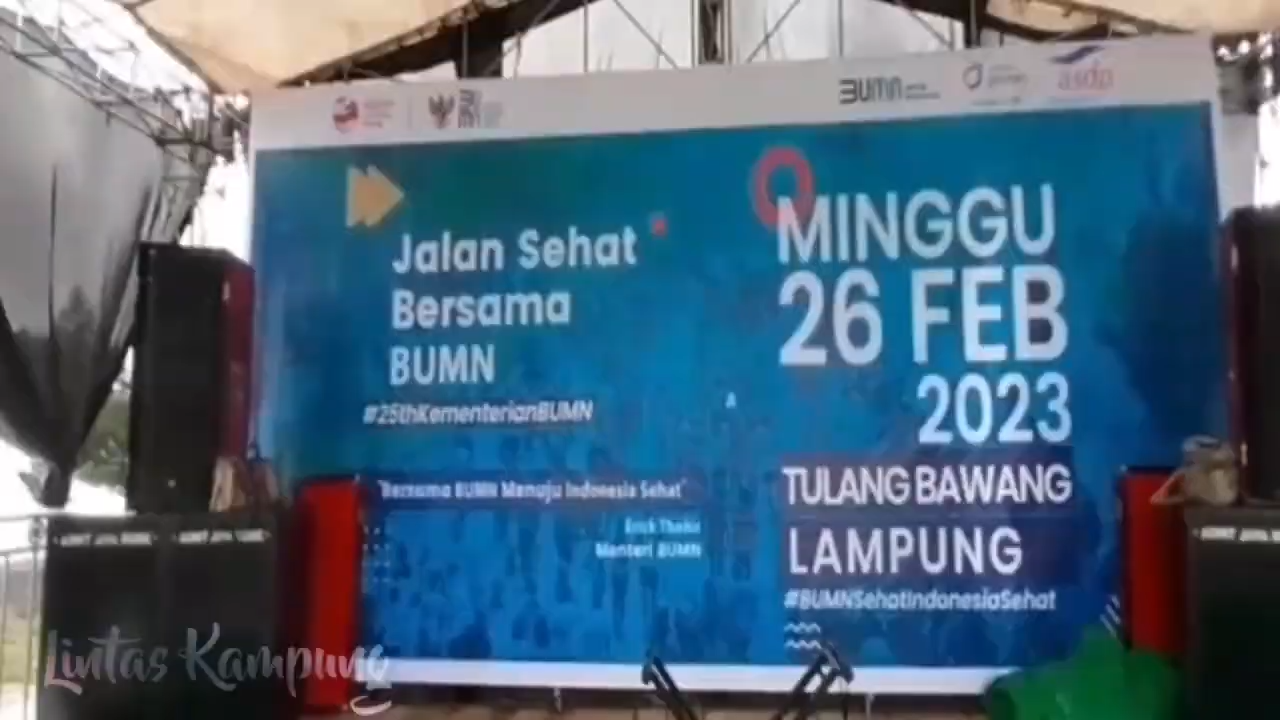 BUMN
asdp
Jalan Sehat
Bersama
BUMN
#25thKementerianBUMN
"Bersama BUMN Menuju Indonesia Sehat"
Erick Thohir
Menteri BUMN
MINGGU
26 FEB
2023
TULANG BAWANG
LAMPUNG
#BUMNSehatIndonesiaSehat
Lintas Kampung